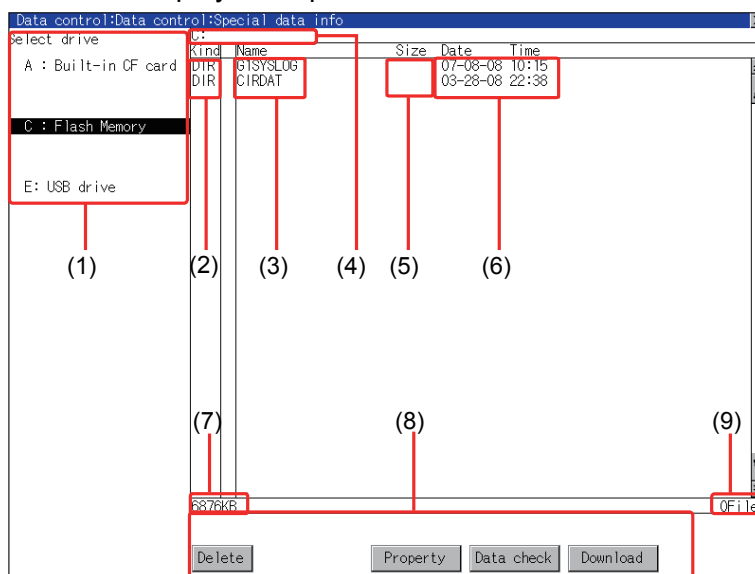 Data control:Data control:Special data info
Select drive
C:
Kind Name Size Date Time
A : Built-in CF card
DIR G1SYSLOG 07-08-08 10:15
DIR CIRDAT 03-28-08 22:38
C : Flash Memory
E: USB drive
(1) (2) (3) (4) (5) (6)
(7) (8) (9)
6876KB 0File
Delete Property Data check Download